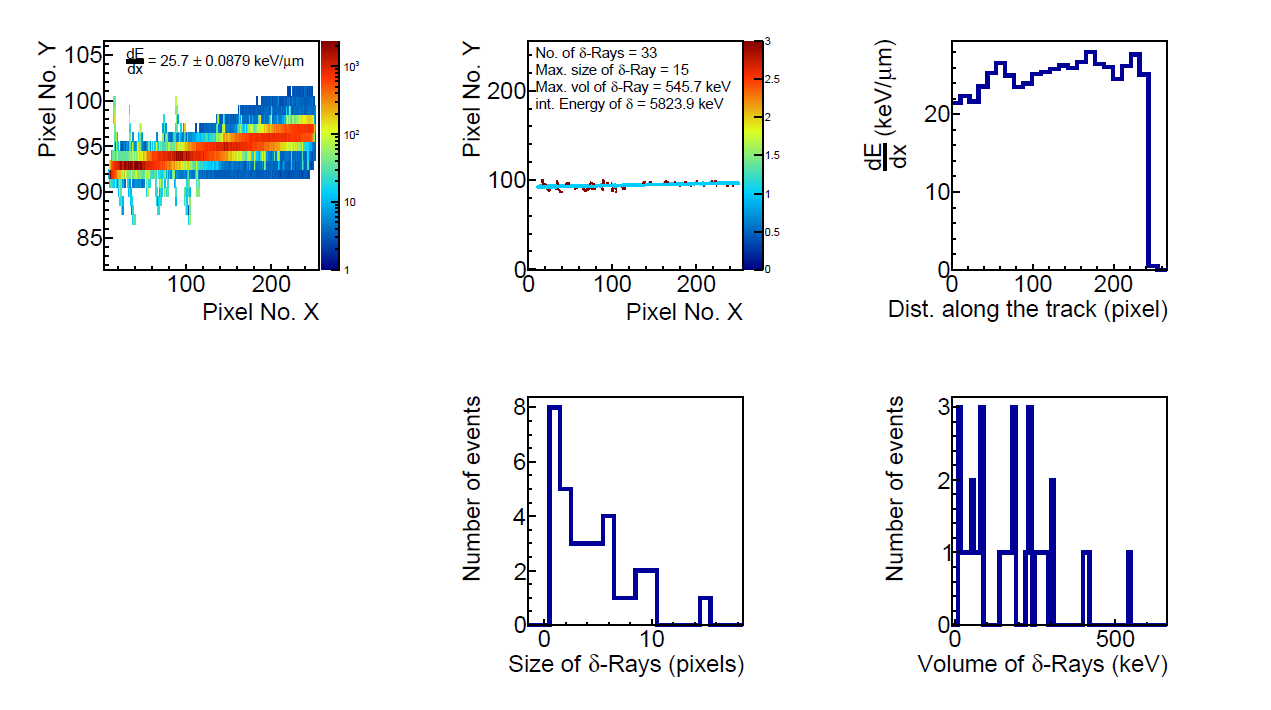 Pixel No. Y
105
100
95
90
85
dE/dx = 25.7 ± 0.0879 keV/μm
10³
10²
10
1
100 200
Pixel No. X
Pixel No. Y
200
100
0
No. of δ-Rays = 33
Max. size of δ-Ray = 15
Max. vol of δ-Ray = 545.7 keV
int. Energy of δ = 5823.9 keV
3
2.5
2
1.5
1
0.5
0
0 100 200
Pixel No. X
dE/dx (keV/μm)
20
10
0
0 100 200
Dist. along the track (pixel)
Number of events
8
6
4
2
0
0 10
Size of δ-Rays (pixels)
Number of events
3
2
1
0
0 500
Volume of δ-Rays (keV)